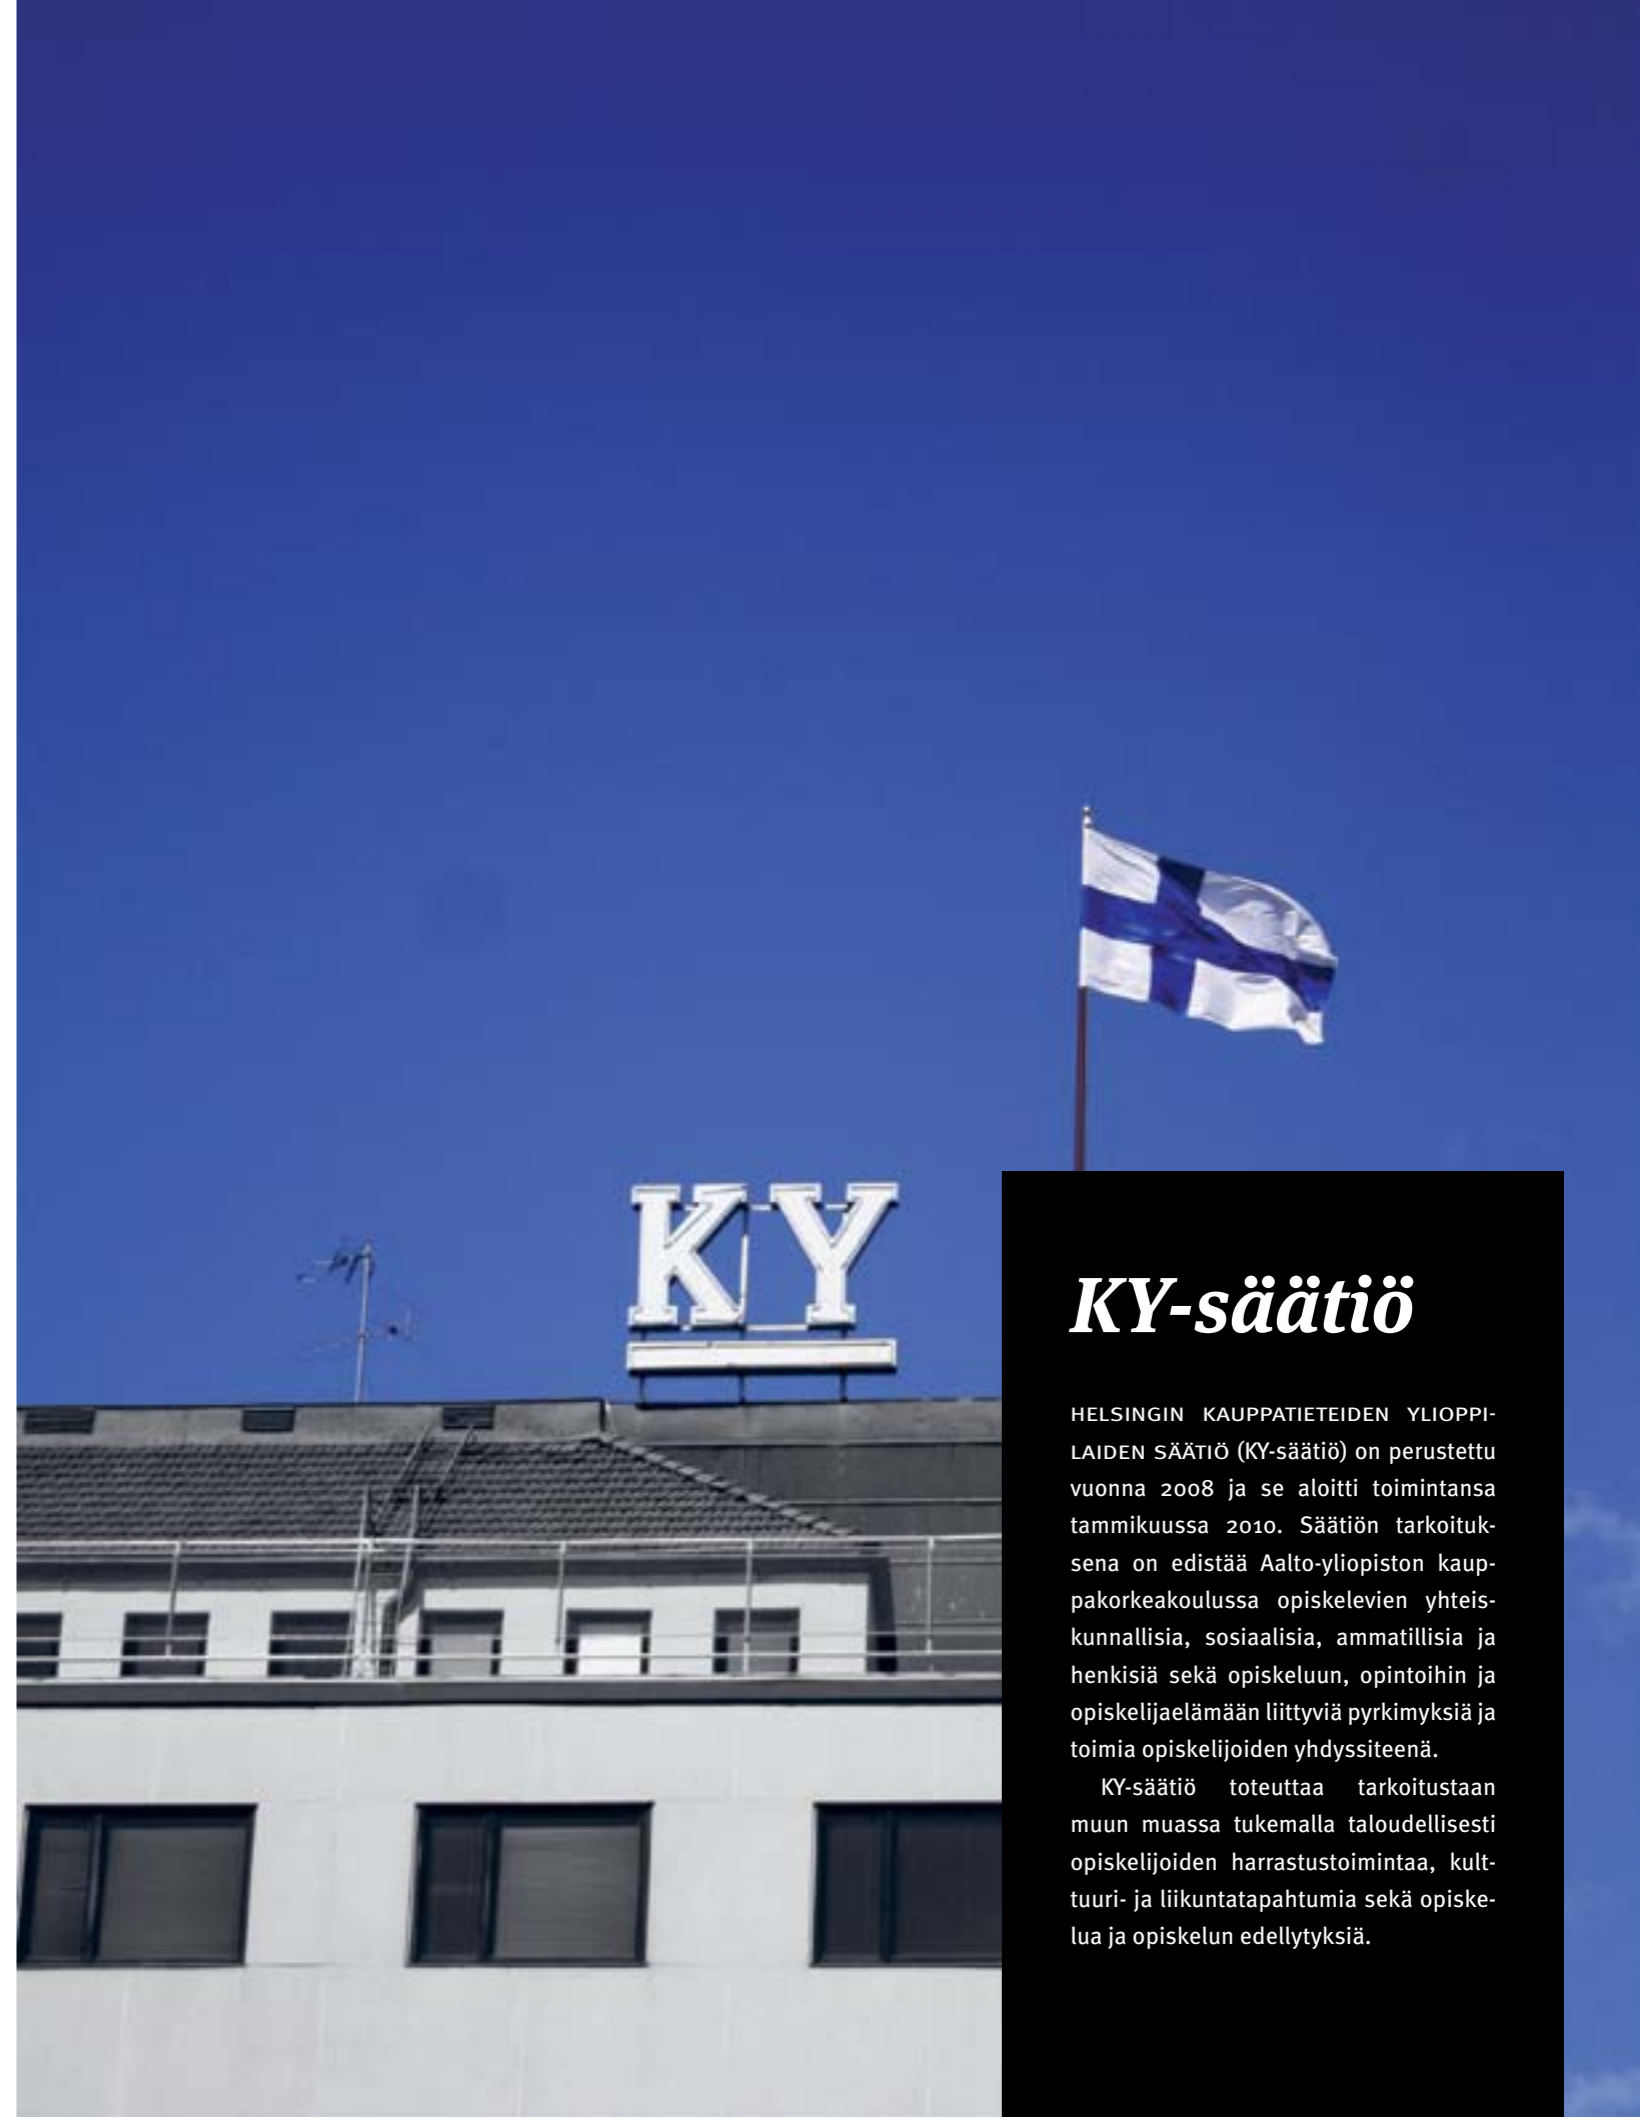 KY
KY-säätiö
HELSINGIN KAUPPATIETEIDEN YLIOPPI-
LAIDEN SÄÄTIÖ (KY-säätiö) on perustettu
vuonna 2008 ja se aloitti toimintansa
tammikuussa 2010. Säätiön tarkoituk-
sena on edistää Aalto-yliopiston kaup-
pakorkeakoulussa opiskelevien yhteis-
kunnallisia, sosiaalisia, ammatillisia ja
henkisiä sekä opiskeluun, opintoihin ja
opiskelijaelämään liittyviä pyrkimyksiä ja
toimia opiskelijoiden yhdyssiteenä.
KY-säätiö toteuttaa tarkoitustaan
muun muassa tukemalla taloudellisesti
opiskelijoiden harrastustoimintaa, kult-
tuuri- ja liikuntatapahtumia sekä opiske-
lua ja opiskelun edellytyksiä.